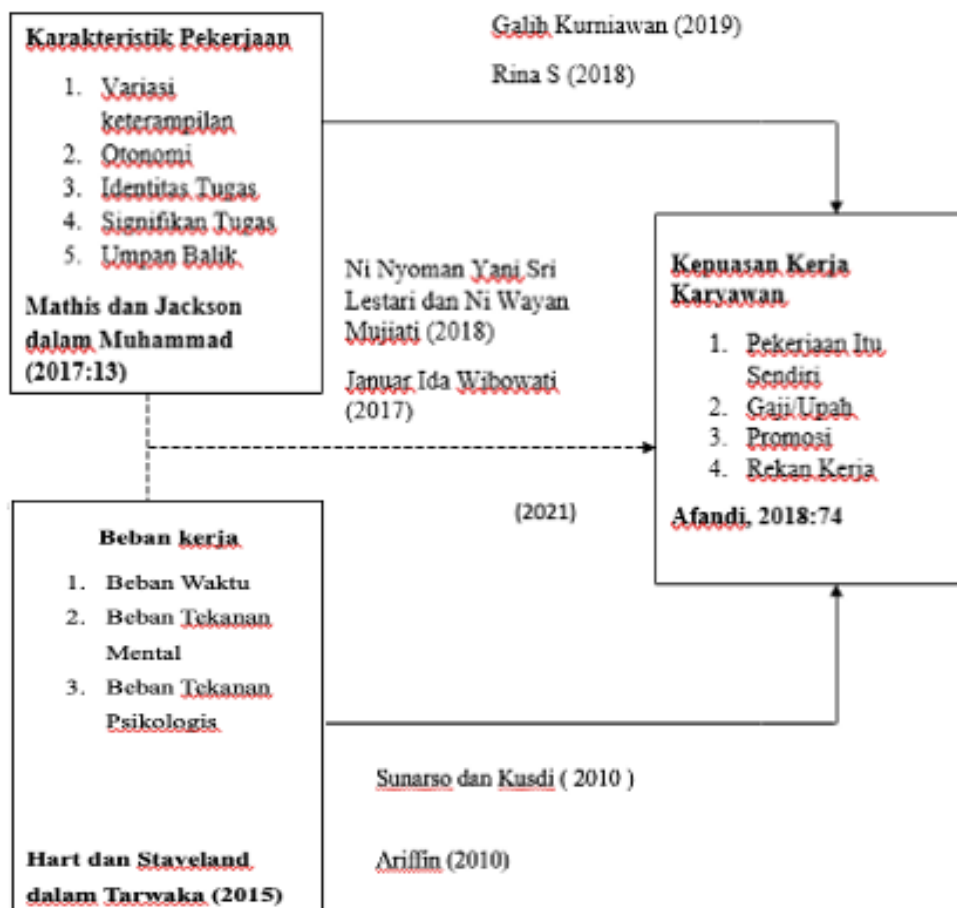 Karakteristik Pekerjaan
1. Variasi
keterampilan
2. Otonomi
3. Identitas Tugas
4. Signifikan Tugas
5. Umpan Balik
Mathis dan Jackson
dalam Muhammad
(2017:13)
Galih Kurniawan (2019)
Rina S (2018)
Ni Nyoman Yani Sri
Lestari dan Ni Wayan
Mujiati (2018)
Januar Ida Wibowati
(2017)
(2021)
Kepuasan Kerja
Karyawan
1. Pekerjaan Itu
Sendiri
2. Gaji/Upah
3. Promosi
4. Rekan Kerja
Afandi, 2018:74
Beban kerja
1. Beban Waktu
2. Beban Tekanan
Mental
3. Beban Tekanan
Psikologis
Hart dan Staveland
dalam Tarwaka (2015)
Sunarso dan Kusdi ( 2010 )
Ariffin (2010)